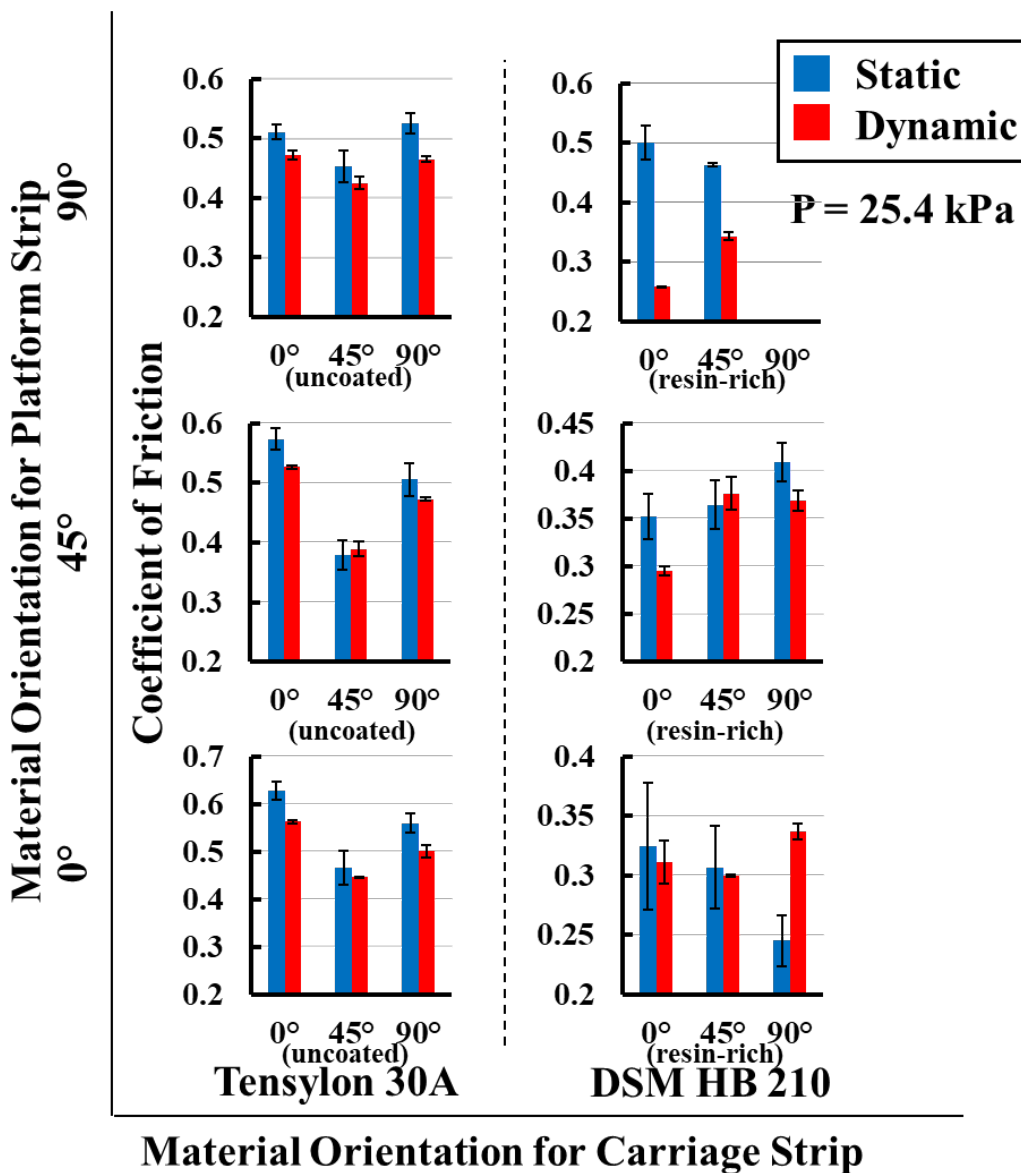 Static
Dynamic
P = 25.4 kPa
Material Orientation for Platform Strip
90°
45°
0°
Coefficient of Friction
0.6
0.5
0.4
0.3
0.2
0° 45° 90°
(uncoated)
0.6
0.5
0.4
0.3
0.2
0° 45° 90°
(resin-rich)
0.6
0.5
0.4
0.3
0.2
0° 45° 90°
(uncoated)
0.45
0.4
0.35
0.3
0.25
0.2
0° 45° 90°
(resin-rich)
0.7
0.6
0.5
0.4
0.3
0.2
0° 45° 90°
(uncoated)
Tensylon 30A
0.4
0.35
0.3
0.25
0.2
0° 45° 90°
(resin-rich)
DSM HB 210
Material Orientation for Carriage Strip